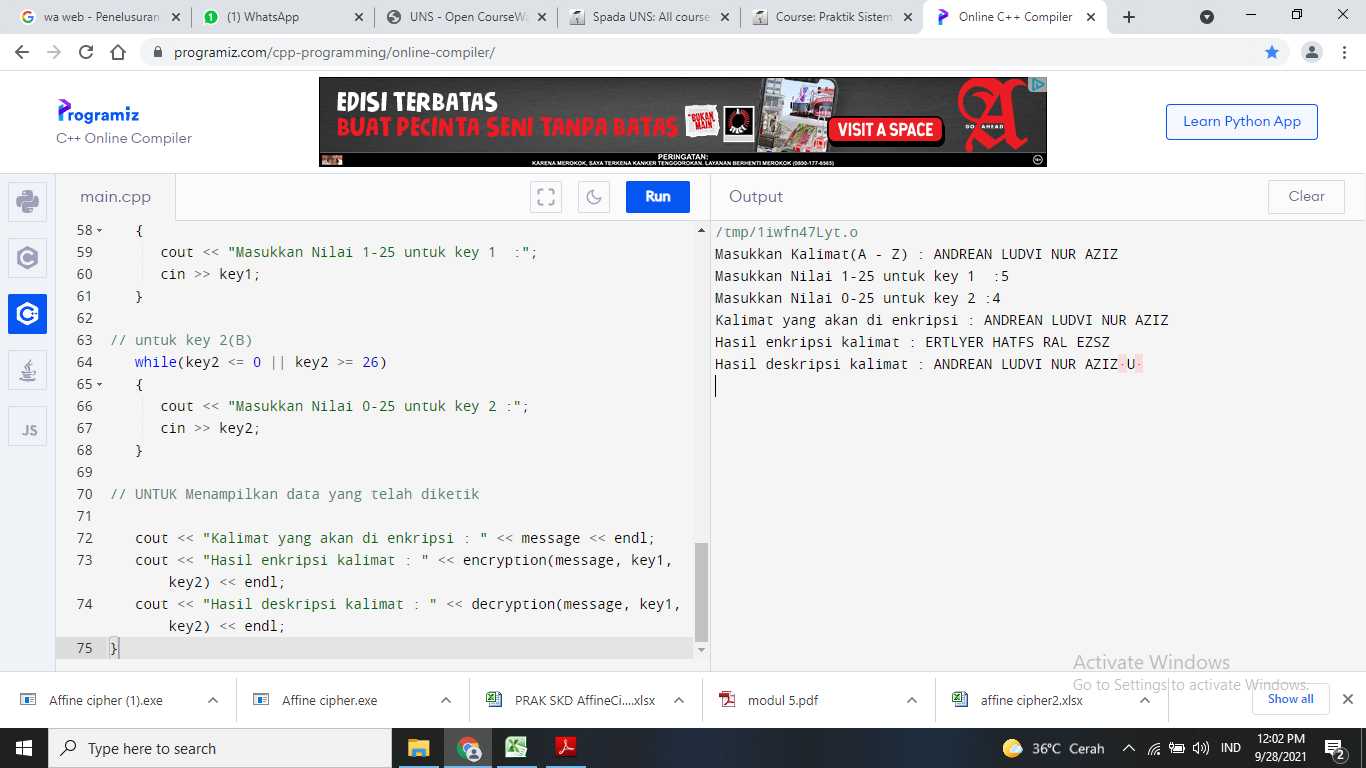 wa web - Penelusuran
(1) WhatsApp
UNS - Open CourseWa
Spada UNS: All course
Course: Praktik Sistem
Online C++ Compiler
programiz.com/cpp-programming/online-compiler/
Programiz
C++ Online Compiler
EDISI TERBATAS
BUAT PECINTA SENI TANPA BATAS
BUKAN MAIN
VISIT A SPACE
GO AHEAD
PERINGATAN:
KARENA MEROKOK, SAYA TERKENA KANKER TENGGOROKAN. LAYANAN BERHENTI MEROKOK (0800-177-6565)
Learn Python App
main.cpp
Run
Output
Clear
58 {
59 cout << "Masukkan Nilai 1-25 untuk key 1  :";
60 cin >> key1;
61 }
62
63 // untuk key 2(B)
64 while(key2 <= 0 || key2 >= 26)
65 {
66 cout << "Masukkan Nilai 0-25 untuk key 2 :";
67 cin >> key2;
68 }
69
70 // UNTUK Menampilkan data yang telah diketik
71
72 cout << "Kalimat yang akan di enkripsi : " << message << endl;
73 cout << "Hasil enkripsi kalimat : " << encryption(message, key1,
key2) << endl;
74 cout << "Hasil deskripsi kalimat : " << decryption(message, key1,
key2) << endl;
75 }
/tmp/1iwfn47Lyt.o
Masukkan Kalimat(A - Z) : ANDREAN LUDVI NUR AZIZ
Masukkan Nilai 1-25 untuk key 1  :5
Masukkan Nilai 0-25 untuk key 2 :4
Kalimat yang akan di enkripsi : ANDREAN LUDVI NUR AZIZ
Hasil enkripsi kalimat : ERTLYER HATFS RAL EZSZ
Hasil deskripsi kalimat : ANDREAN LUDVI NUR AZIZ·U·
JS
Activate Windows
Go to Settings to activate Windows.
Affine cipher (1).exe
Affine cipher.exe
PRAK SKD AffineCi....xlsx
modul 5.pdf
affine cipher2.xlsx
Show all
Type here to search
36°C Cerah
IND
12:02 PM
9/28/2021
2